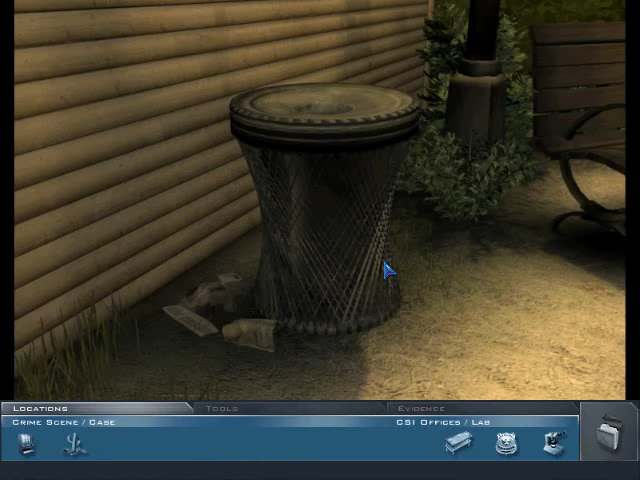 LOCATIONS
TOOLS
EVIDENCE
CRIME SCENE / CASE
CSI OFFICES / LAB